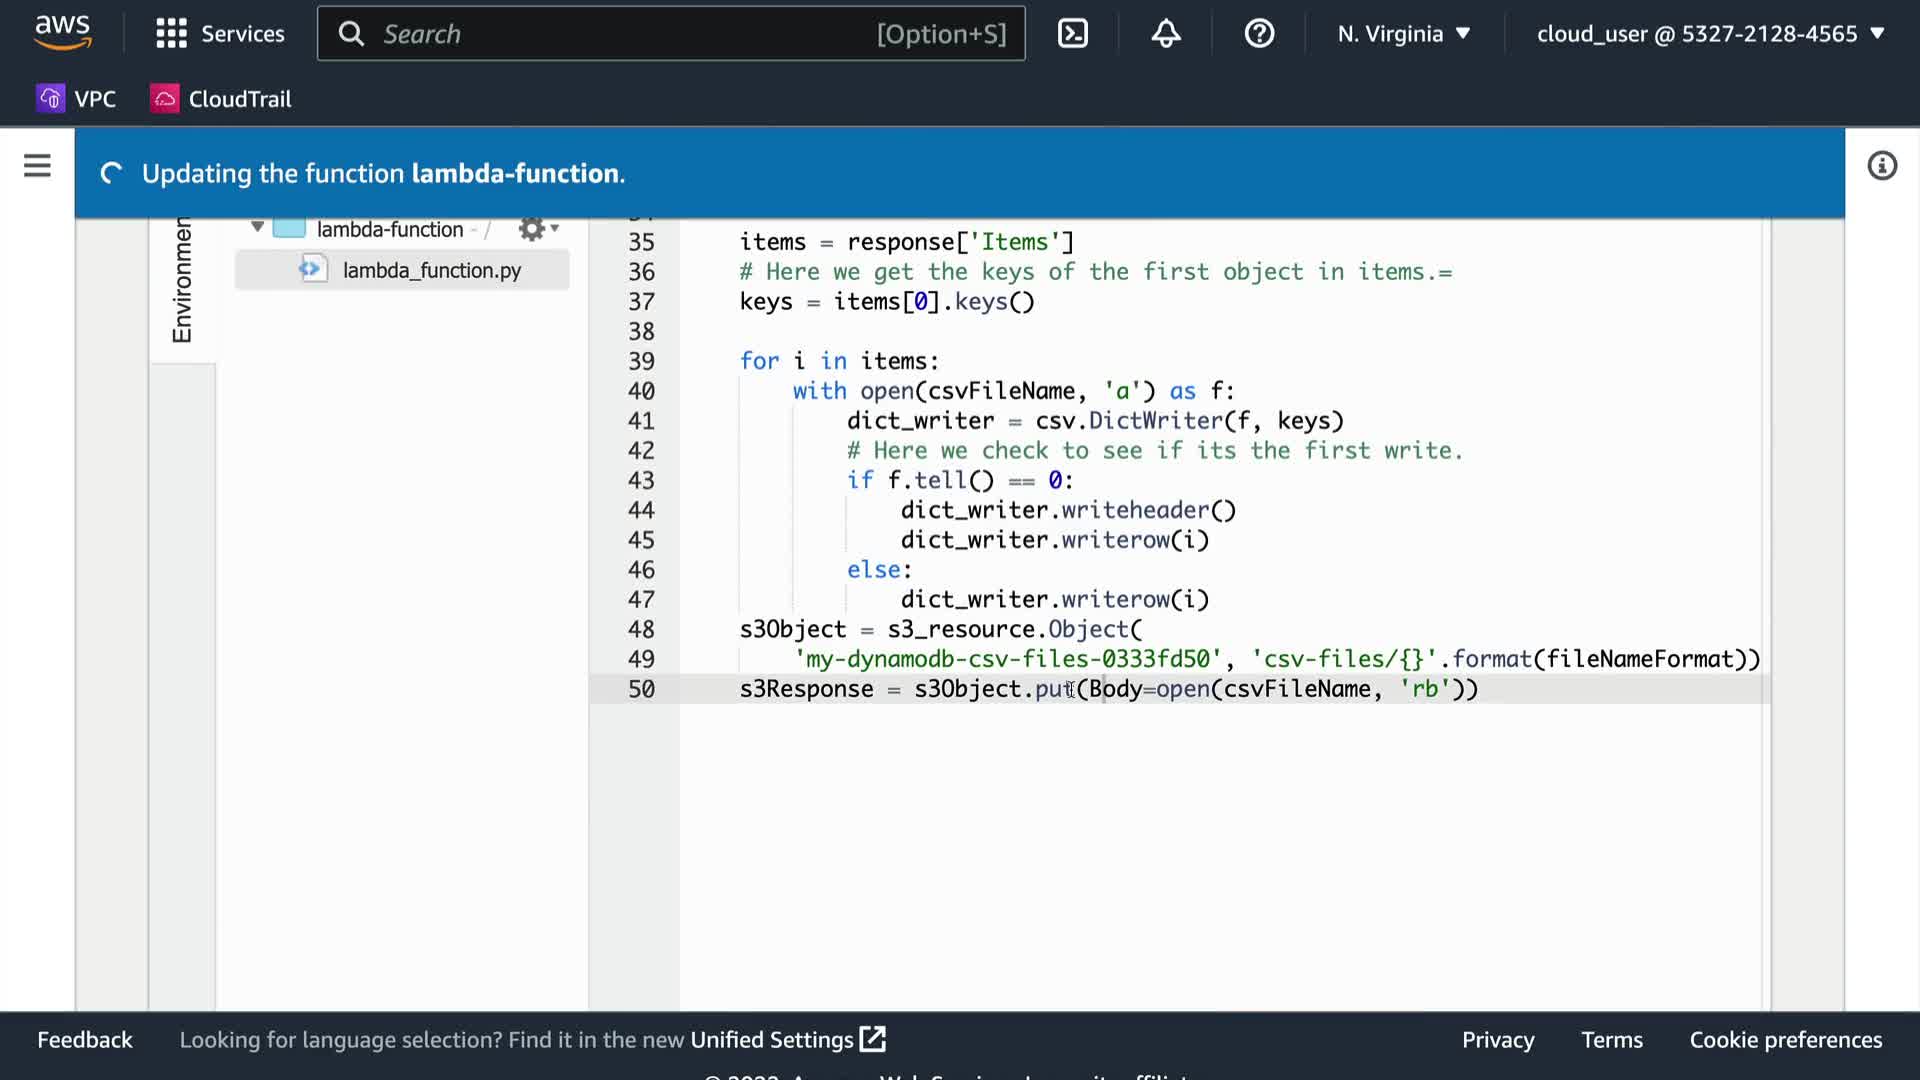 aws
Services
Search [Option+S]
N. Virginia
cloud_user @ 5327-2128-4565
VPC
CloudTrail
Updating the function lambda-function.
Environmen
lambda-function - /
lambda_function.py
35 items = response['Items']
36 # Here we get the keys of the first object in items.=
37 keys = items[0].keys()
38
39 for i in items:
40 with open(csvFileName, 'a') as f:
41 dict_writer = csv.DictWriter(f, keys)
42 # Here we check to see if its the first write.
43 if f.tell() == 0:
44 dict_writer.writeheader()
45 dict_writer.writerow(i)
46 else:
47 dict_writer.writerow(i)
48 s3Object = s3_resource.Object(
49 'my-dynamodb-csv-files-0333fd50', 'csv-files/{}'.format(fileNameFormat))
50 s3Response = s3Object.put(Body=open(csvFileName, 'rb'))
Feedback
Looking for language selection? Find it in the new Unified Settings
Privacy
Terms
Cookie preferences